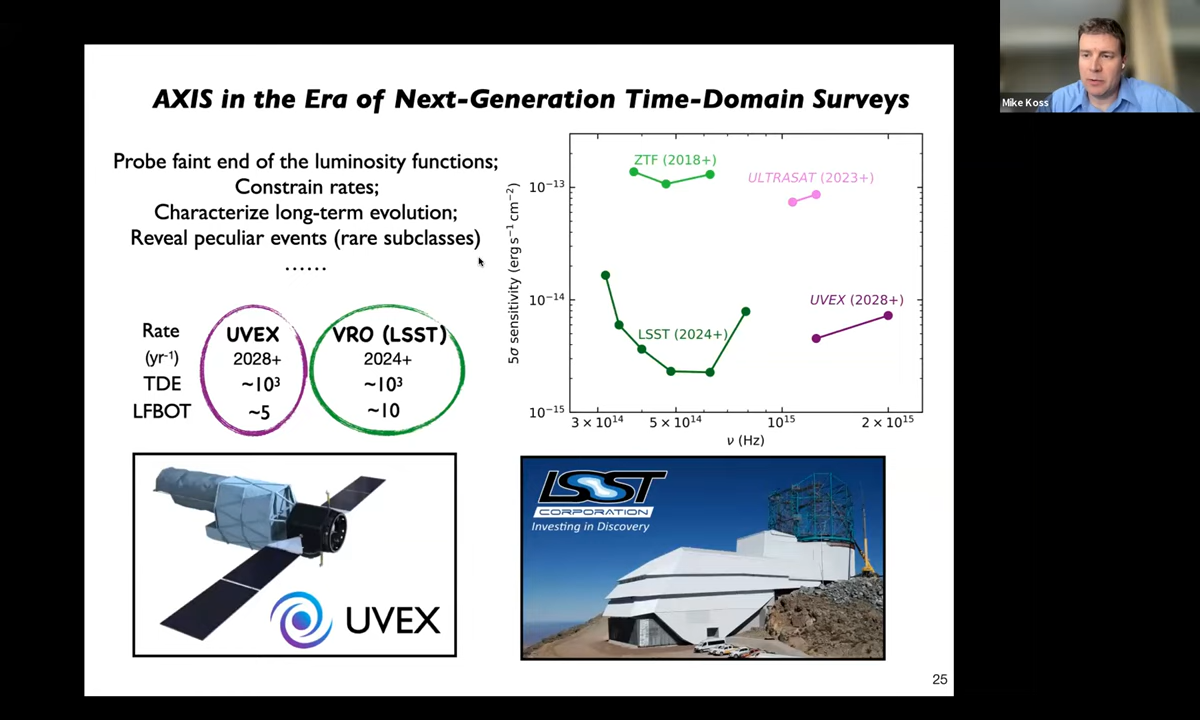 AXIS in the Era of Next-Generation Time-Domain Surveys
Probe faint end of the luminosity functions;
Constrain rates;
Characterize long-term evolution;
Reveal peculiar events (rare subclasses)
......
Rate UVEX VRO (LSST)
(yr-1) 2028+ 2024+
TDE ~10³ ~10³
LFBOT ~5 ~10
5σ sensitivity (erg s⁻¹ cm⁻²)
10⁻¹³
10⁻¹⁴
10⁻¹⁵
ZTF (2018+)
ULTRASAT (2023+)
UVEX (2028+)
LSST (2024+)
3 × 10¹⁴ 5 × 10¹⁴ 10¹⁵ 2 × 10¹⁵
ν (Hz)
UVEX
LSST
CORPORATION
Investing in Discovery
25
Mike Koss